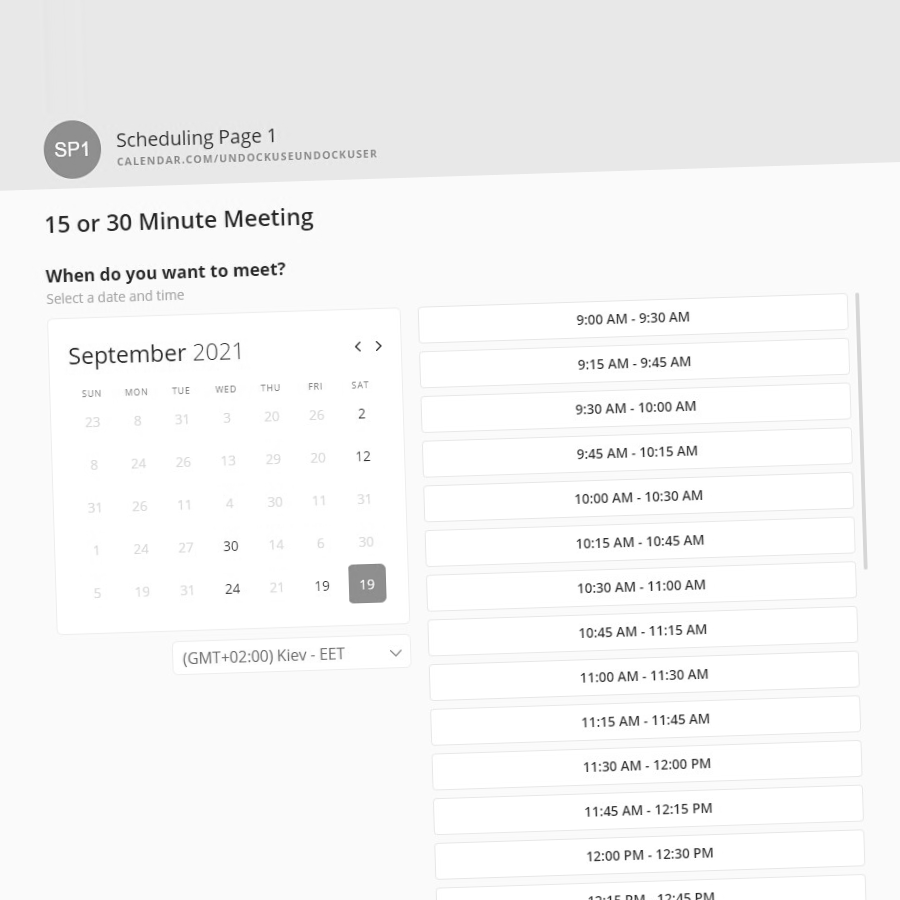 SP1
Scheduling Page 1
CALENDAR.COM/UNDOCKUSEUNDOCKUSER
15 or 30 Minute Meeting
When do you want to meet?
Select a date and time
September 2021
SUN MON TUE WED THU FRI SAT
23 8 31 3 20 26 2
8 24 26 13 29 20 12
31 26 11 4 30 11 31
1 24 27 30 14 6 30
5 19 31 24 21 19 19
(GMT+02:00) Kiev - EET
9:00 AM - 9:30 AM
9:15 AM - 9:45 AM
9:30 AM - 10:00 AM
9:45 AM - 10:15 AM
10:00 AM - 10:30 AM
10:15 AM - 10:45 AM
10:30 AM - 11:00 AM
10:45 AM - 11:15 AM
11:00 AM - 11:30 AM
11:15 AM - 11:45 AM
11:30 AM - 12:00 PM
11:45 AM - 12:15 PM
12:00 PM - 12:30 PM
12:15 PM - 12:45 PM